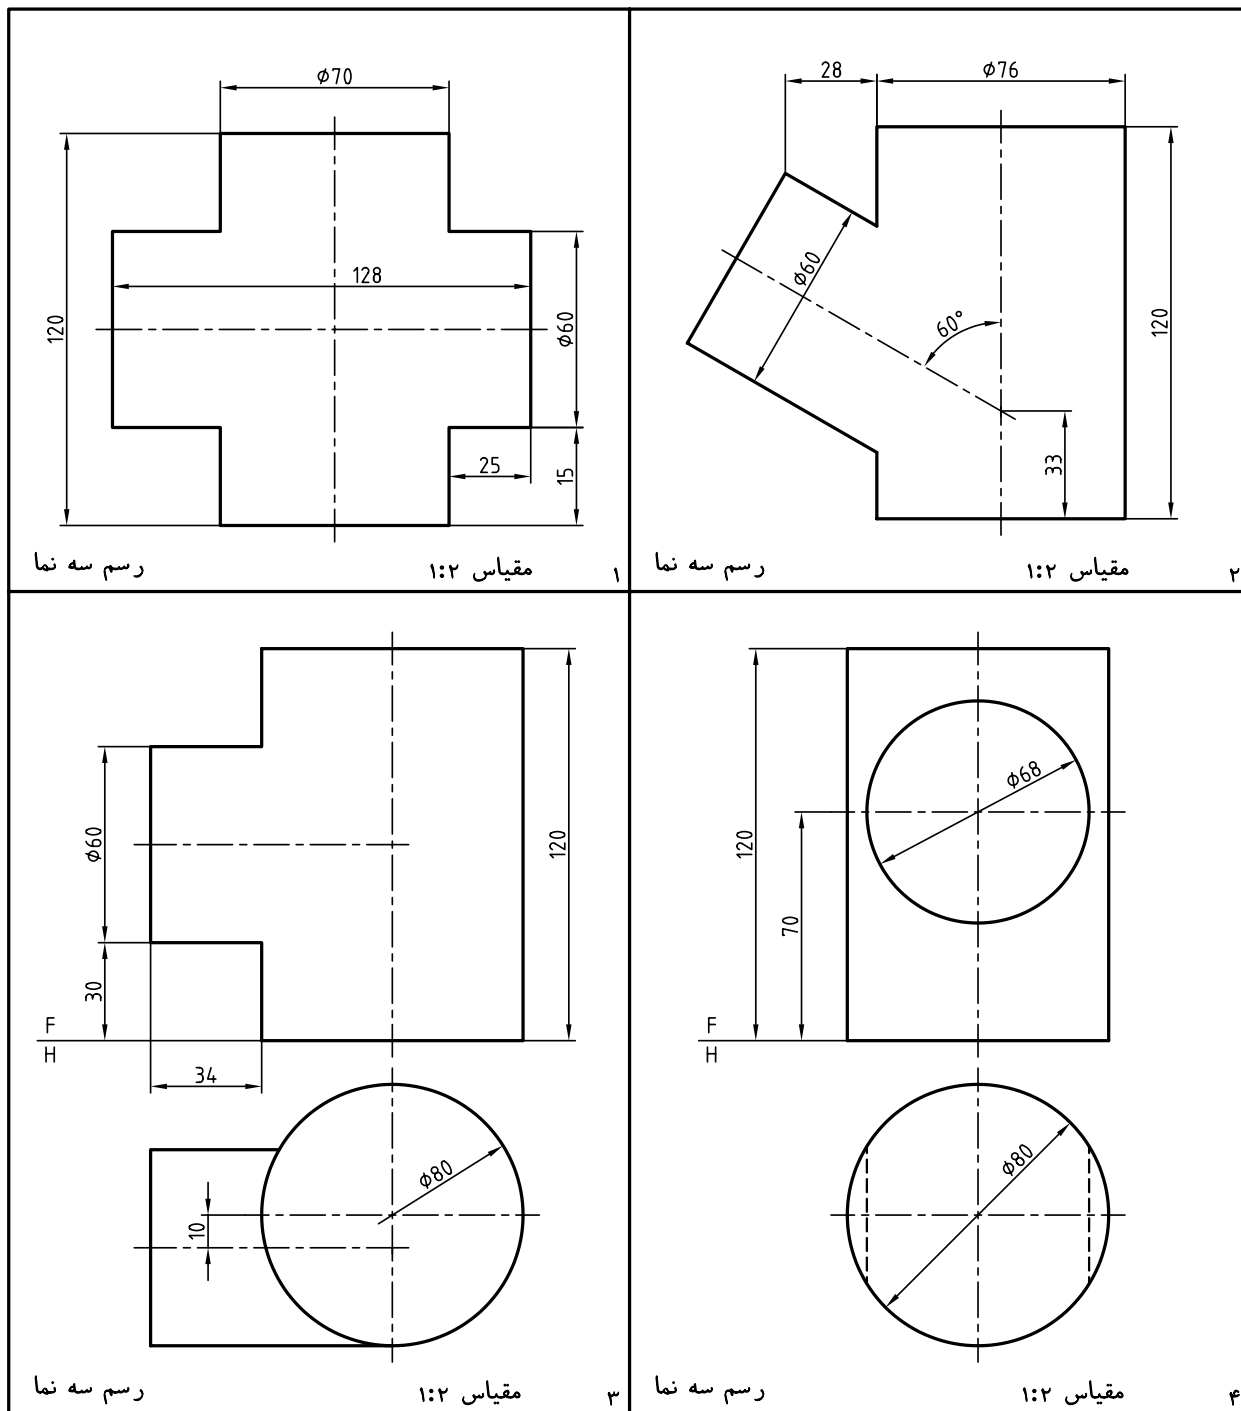 ϕ70
120
128
ϕ60
25
15
رسم سه نما
مقیاس ۱:۲
۱
28
ϕ76
ϕ60
60°
120
33
رسم سه نما
مقیاس ۱:۲
۲
ϕ60
120
30
F
H
34
ϕ80
10
رسم سه نما
مقیاس ۱:۲
۳
ϕ68
120
70
F
H
ϕ80
رسم سه نما
مقیاس ۱:۲
۴